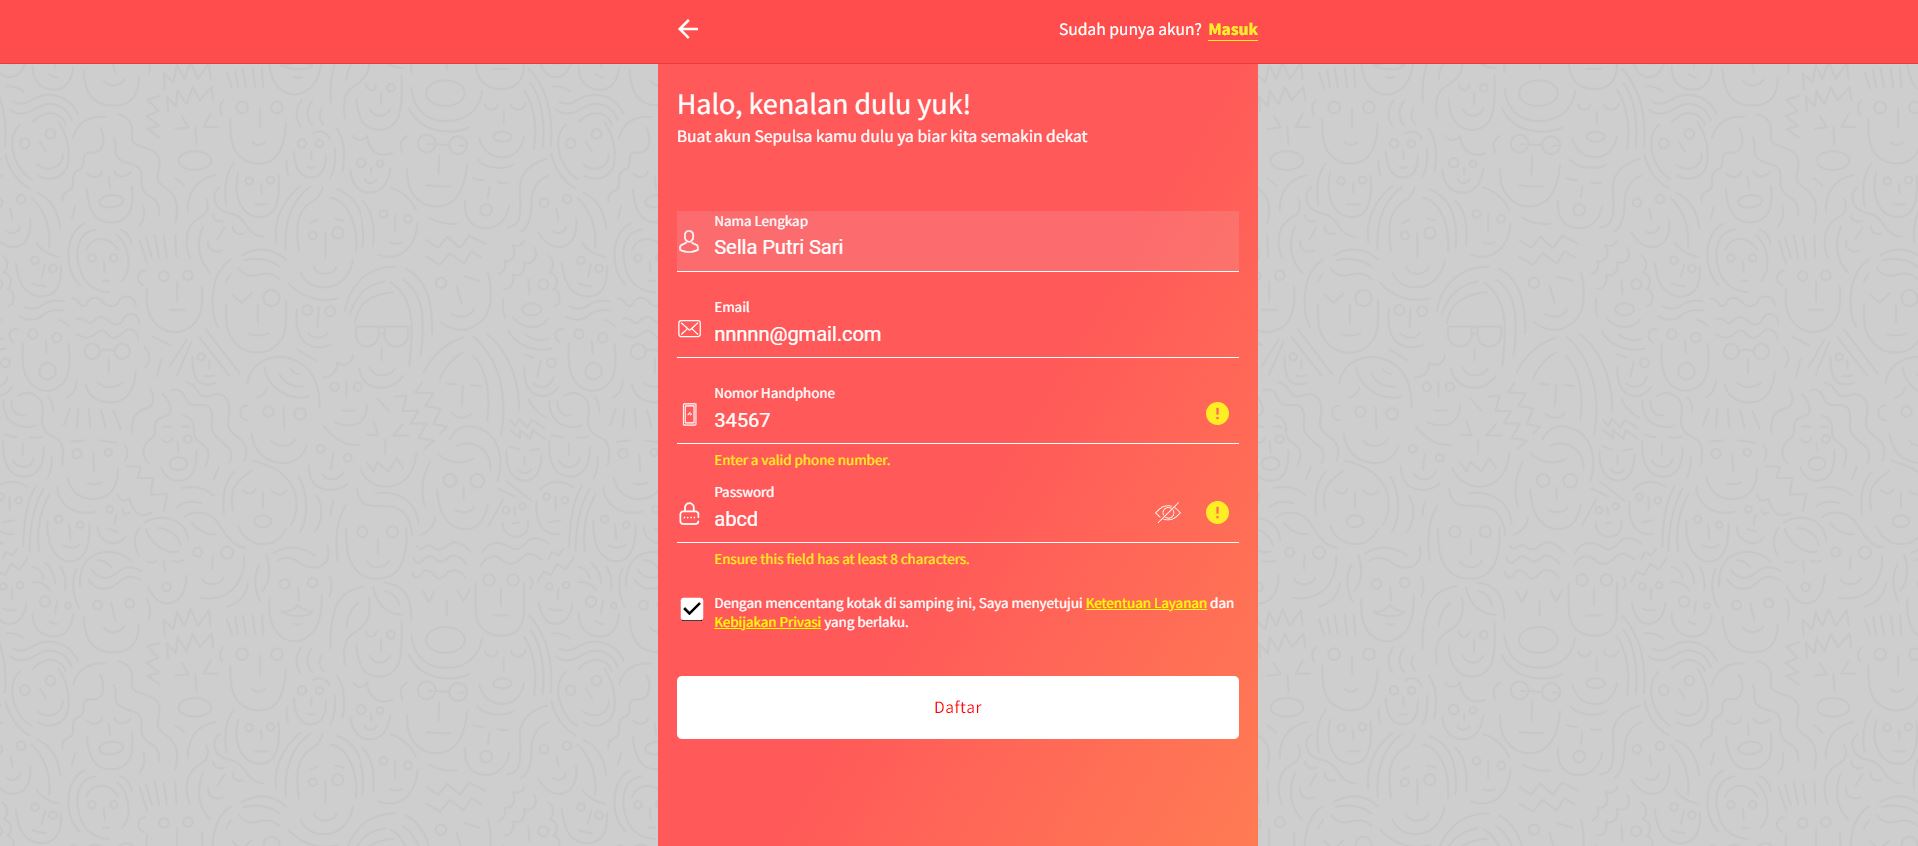 Sudah punya akun? Masuk
Halo, kenalan dulu yuk!
Buat akun Sepulsa kamu dulu ya biar kita semakin dekat
Nama Lengkap
Sella Putri Sari
Email
nnnnn@gmail.com
Nomor Handphone
34567
Enter a valid phone number.
Password
abcd
Ensure this field has at least 8 characters.
Dengan mencentang kotak di samping ini, Saya menyetujui Ketentuan Layanan dan
Kebijakan Privasi yang berlaku.
Daftar